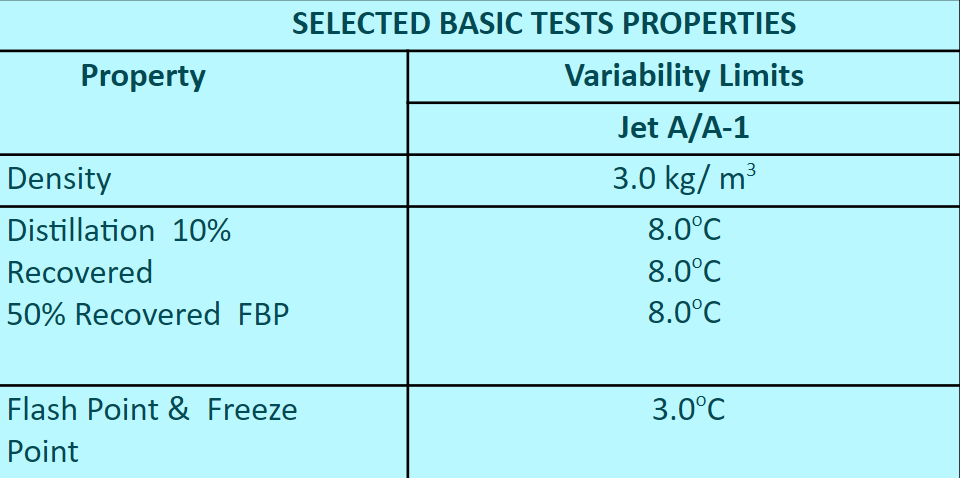 SELECTED BASIC TESTS PROPERTIES
Property
Variability Limits
Jet A/A-1
Density
3.0 kg/ m³
Distillation  10%
Recovered
50% Recovered  FBP
8.0°C
8.0°C
8.0°C
Flash Point &  Freeze
Point
3.0°C